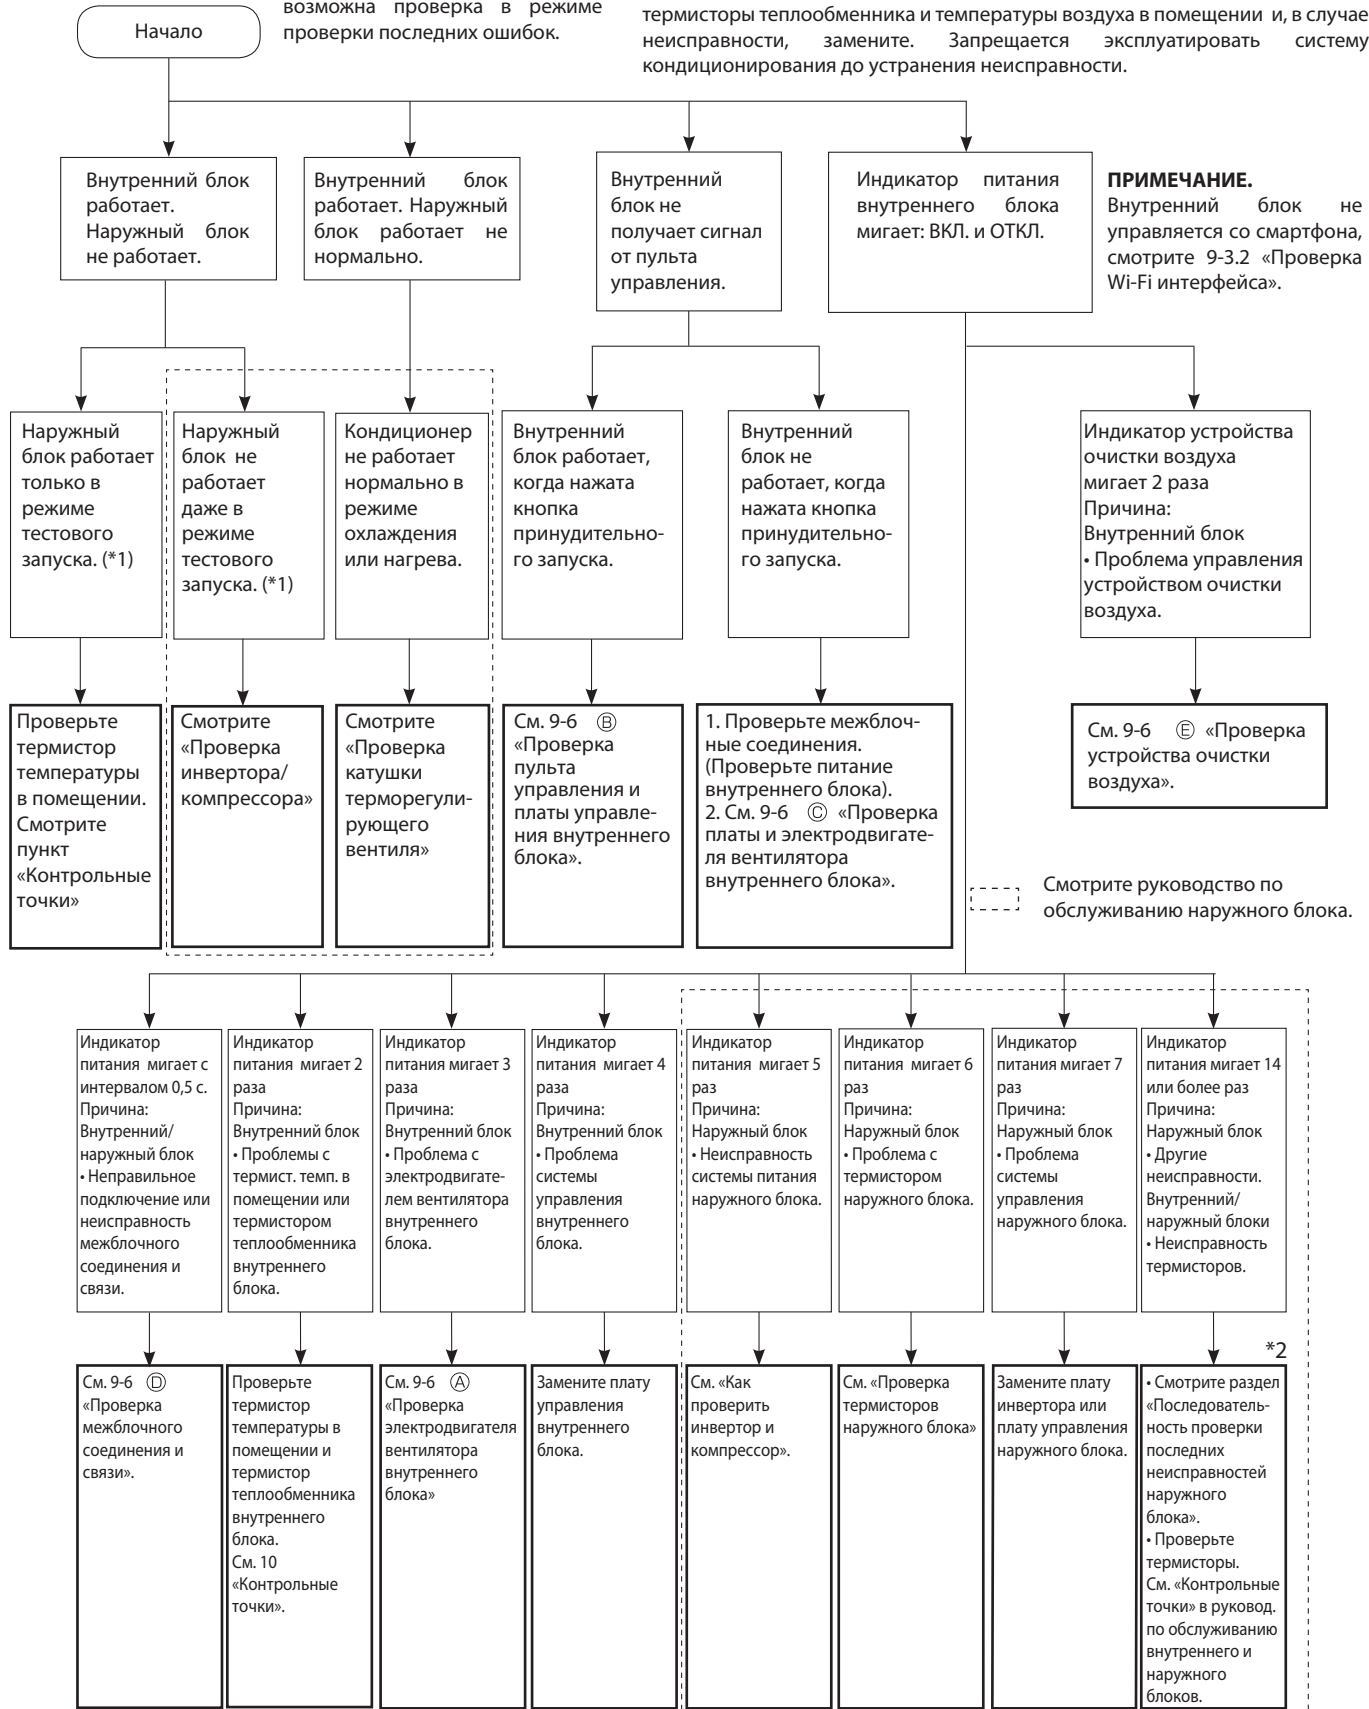 возможна проверка в режиме
проверки последних ошибок.
термисторы теплообменника и температуры воздуха в помещении и, в случае
неисправности, замените. Запрещается эксплуатировать систему
кондиционирования до устранения неисправности.
Начало
Внутренний блок
работает.
Наружный блок
не работает.
Внутренний блок
работает. Наружный
блок работает не
нормально.
Внутренний
блок не
получает сигнал
от пульта
управления.
Индикатор питания
внутреннего блока
мигает: ВКЛ. и ОТКЛ.
ПРИМЕЧАНИЕ.
Внутренний блок не
управляется со смартфона,
смотрите 9-3.2 «Проверка
Wi-Fi интерфейса».
Наружный
блок работает
только в
режиме
тестового
запуска. (*1)
Наружный
блок не
работает
даже в
режиме
тестового
запуска. (*1)
Кондиционер
не работает
нормально в
режиме
охлаждения
или нагрева.
Внутренний
блок работает,
когда нажата
кнопка
принудительно-
го запуска.
Внутренний
блок не
работает, когда
нажата кнопка
принудительно-
го запуска.
Индикатор устройства
очистки воздуха
мигает 2 раза
Причина:
Внутренний блок
• Проблема управления
устройством очистки
воздуха.
Проверьте
термистор
температуры
в помещении.
Смотрите
пункт
«Контрольные
точки»
Смотрите
«Проверка
инвертора/
компрессора»
Смотрите
«Проверка
катушки
терморегули-
рующего
вентиля»
См. 9-6 Ⓑ
«Проверка
пульта
управления и
платы управле-
ния внутреннего
блока».
1. Проверьте межблоч-
ные соединения.
(Проверьте питание
внутреннего блока).
2. См. 9-6 Ⓒ «Проверка
платы и электродвигате-
ля вентилятора
внутреннего блока».
См. 9-6 Ⓔ «Проверка
устройства очистки
воздуха».
Смотрите руководство по
обслуживанию наружного блока.
Индикатор
питания мигает с
интервалом 0,5 с.
Причина:
Внутренний/
наружный блок
• Неправильное
подключение или
неисправность
межблочного
соединения и
связи.
Индикатор
питания мигает 2
раза
Причина:
Внутренний блок
• Проблемы с
термист. темп. в
помещении или
термистором
теплообменника
внутреннего
блока.
Индикатор
питания мигает 3
раза
Причина:
Внутренний блок
• Проблема с
электродвигате-
лем вентилятора
внутреннего
блока.
Индикатор
питания мигает 4
раза
Причина:
Внутренний блок
• Проблема
системы
управления
внутреннего
блока.
Индикатор
питания мигает 5
раз
Причина:
Наружный блок
• Неисправность
системы питания
наружного блока.
Индикатор
питания мигает 6
раз
Причина:
Наружный блок
• Проблема с
термистором
наружного блока.
Индикатор
питания мигает 7
раз
Причина:
Наружный блок
• Проблема
системы
управления
наружного блока.
Индикатор
питания мигает 14
или более раз
Причина:
Наружный блок
• Другие
неисправности.
Внутренний/
наружный блоки
• Неисправность
термисторов.
*2
См. 9-6 Ⓓ
«Проверка
межблочного
соединения и
связи».
Проверьте
термистор
температуры в
помещении и
термистор
теплообменника
внутреннего
блока.
См. 10
«Контрольные
точки».
См. 9-6 Ⓐ
«Проверка
электродвигателя
вентилятора
внутреннего
блока»
Замените плату
управления
внутреннего
блока.
См. «Как
проверить
инвертор и
компрессор».
См. «Проверка
термисторов
наружного блока»
Замените плату
инвертора или
плату управления
наружного блока.
• Смотрите раздел
«Последователь-
ность проверки
последних
неисправностей
наружного
блока».
• Проверьте
термисторы.
См. «Контрольные
точки» в руковод.
по обслуживанию
внутреннего и
наружного
блоков.